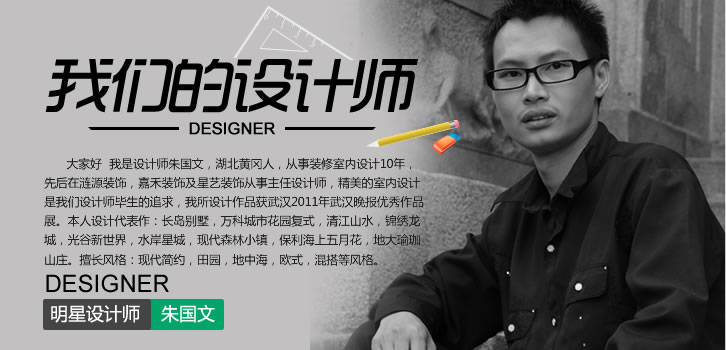 我们的设计师
DESIGNER
大家好 我是设计师朱国文，湖北黄冈人，从事装修室内设计10年，
先后在涟源装饰，嘉禾装饰及星艺装饰从事主任设计师，精美的室内设计
是我们设计师毕生的追求，我所设计作品获武汉2011年武汉晚报优秀作品
展。本人设计代表作：长岛别墅，万科城市花园复式，清江山水，锦绣龙
城，光谷新世界，水岸星城，现代森林小镇，保利海上五月花，地大瑜珈
山庄。擅长风格：现代简约，田园，地中海，欧式，混搭等风格。
DESIGNER
明星设计师 朱国文